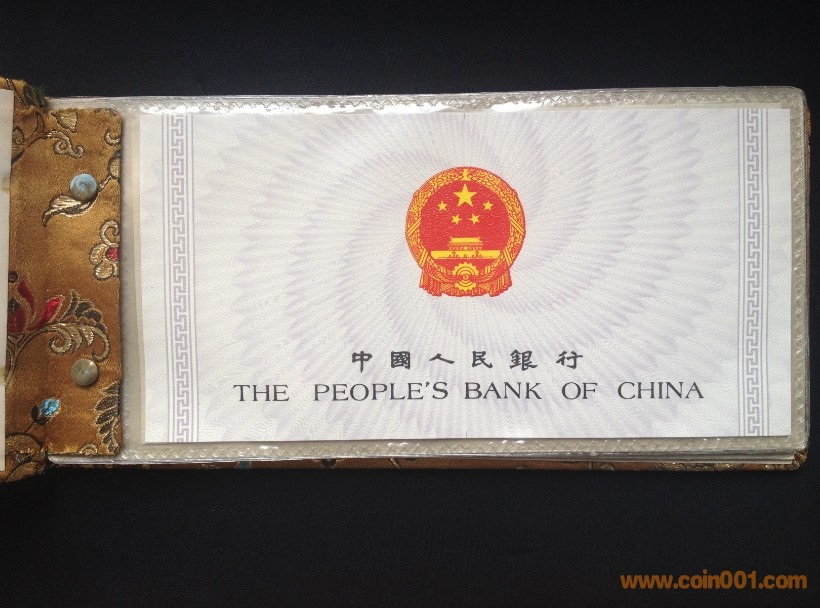 中國人民銀行
THE PEOPLE'S BANK OF CHINA
www.coin001.com